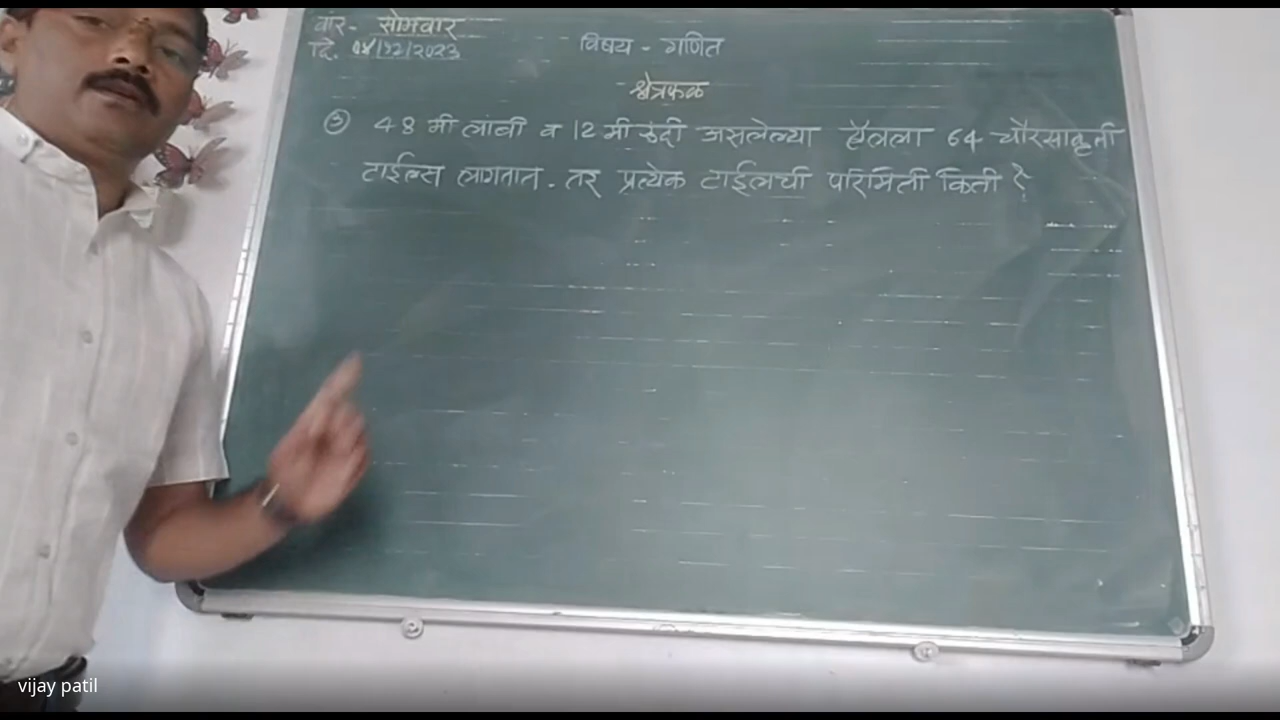 वार - सोमवार
दि. 04/12/2023
विषय - गणित
क्षेत्रफळ
③ 48 मी लांबी व 12 मी रुंदी असलेल्या हॉलला 64 चौरसाकृती
टाईल्स लागतात. तर प्रत्येक टाईलची परिमिती किती ?
vijay patil